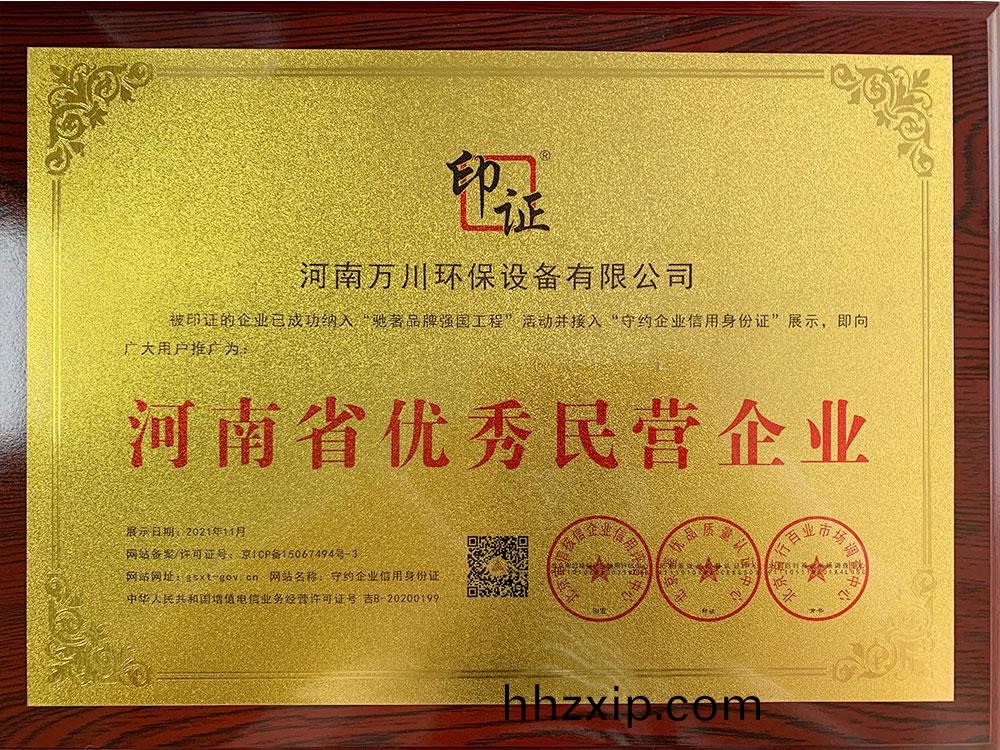 印证®
河南万川环保设备有限公司
被印证的企业已成功纳入“驰著品牌强国工程”活动并接入“守约企业信用身份证”展示，即向
广大用户推广为：
河南省优秀民营企业
展示日期：2021年11月
网站备案/许可证号：京ICP备15067494号-3
网站网址：gsxt-gov.cn 网站名称：守约企业信用身份证
中华人民共和国增值电信业务经营许可证号 吉B-20200199
hhzxip.com